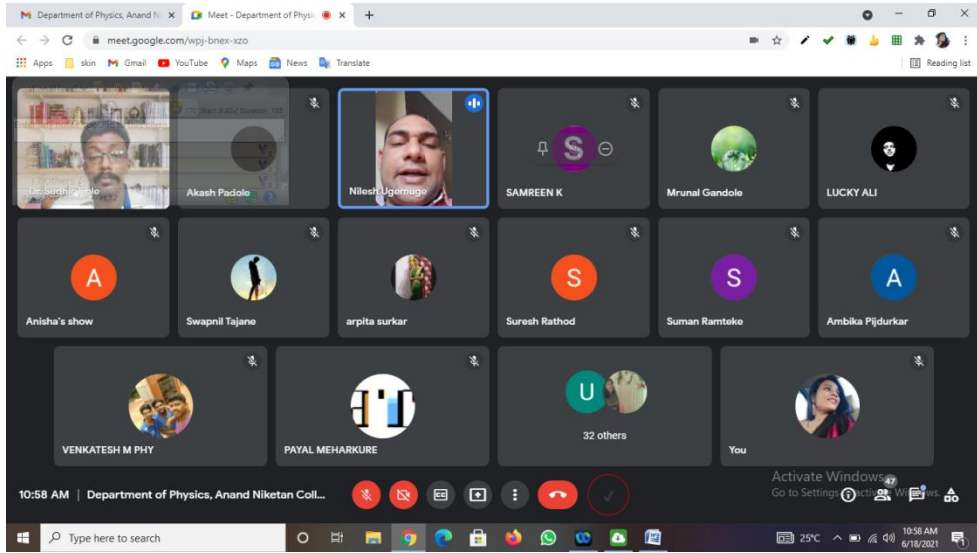 Department of Physics, Anand N
Meet - Department of Physi
meet.google.com/wpj-bnex-xzo
Apps
skin
Gmail
YouTube
Maps
News
Translate
Reading list
Dr. Sudhir
Akash Padole
Nilesh Ugemuge
S
SAMREEN K
Mrunal Gandole
LUCKY ALI
A
Anisha's show
Swapnil Tajane
arpita surkar
S
Suresh Rathod
S
Suman Ramteke
A
Ambika Pijdurkar
VENKATESH M PHY
PAYAL MEHARKURE
U
32 others
You
10:58 AM | Department of Physics, Anand Niketan Coll...
Activate Windows
Go to Settings
47
Type here to search
25°C
10:58 AM
6/18/2021